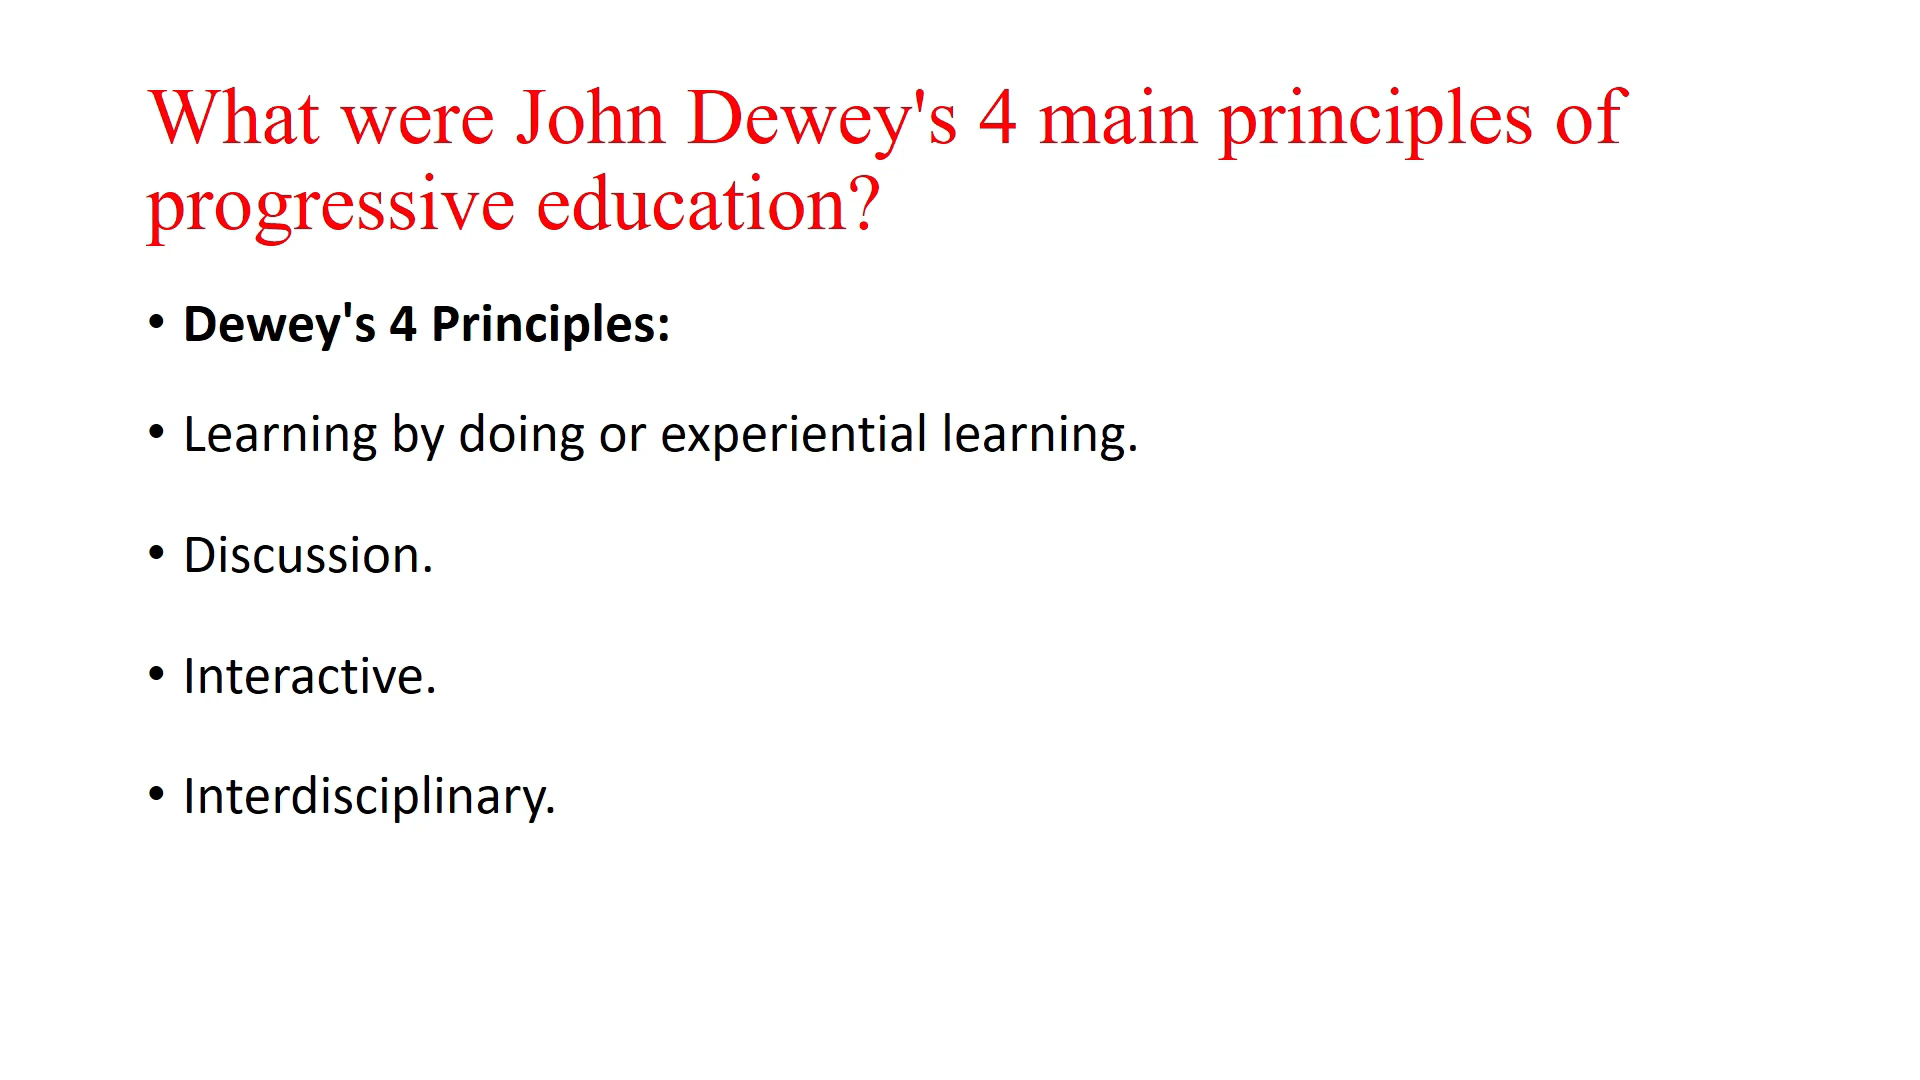 What were John Dewey's 4 main principles of
progressive education?
• Dewey's 4 Principles:
• Learning by doing or experiential learning.
• Discussion.
• Interactive.
• Interdisciplinary.